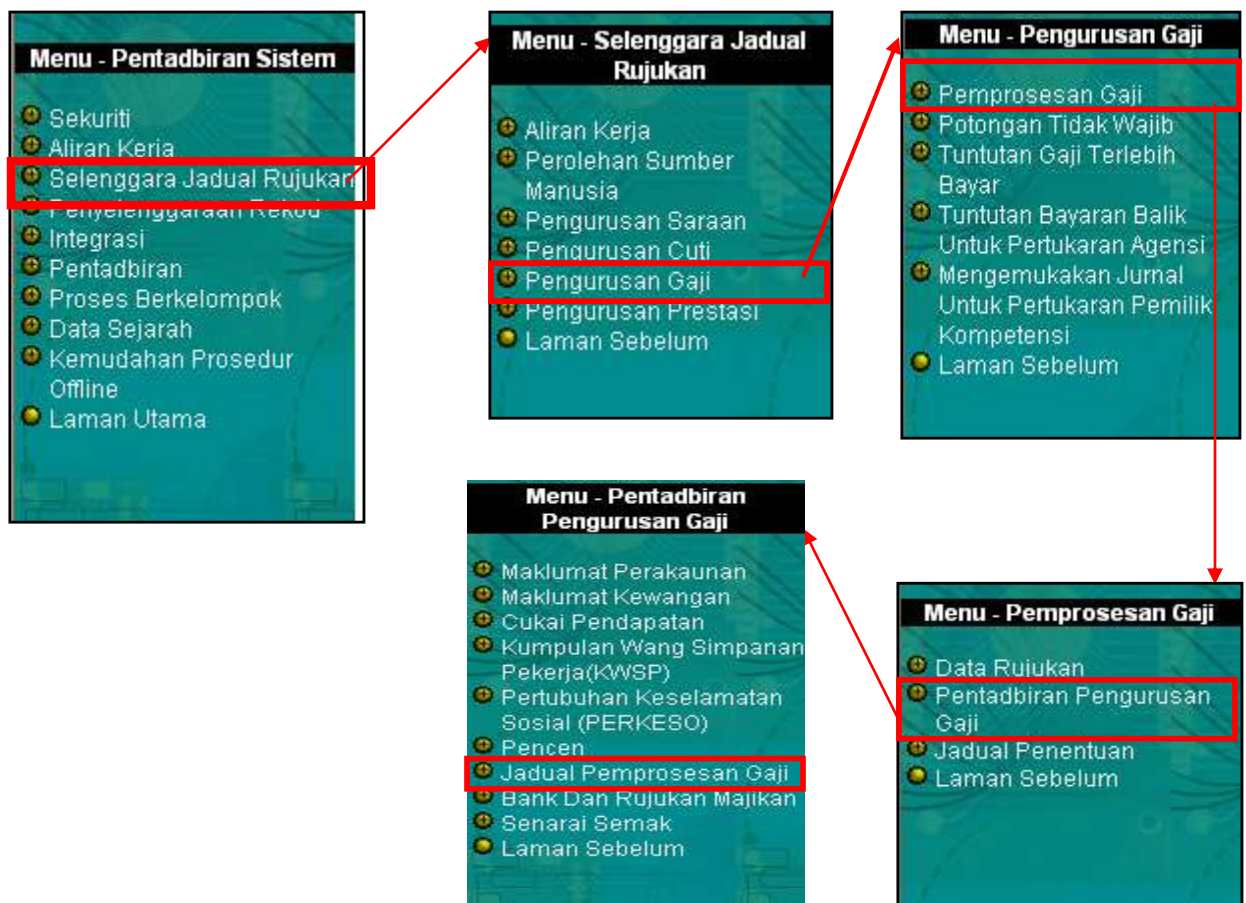 Menu - Pentadbiran Sistem
Sekuriti
Aliran Kerja
Selenggara Jadual Rujukan
Penyelenggaraan Rekod
Integrasi
Pentadbiran
Proses Berkelompok
Data Sejarah
Kemudahan Prosedur
Offline
Laman Utama
Menu - Selenggara Jadual
Rujukan
Aliran Kerja
Perolehan Sumber
Manusia
Pengurusan Saraan
Pengurusan Cuti
Pengurusan Gaji
Pengurusan Prestasi
Laman Sebelum
Menu - Pengurusan Gaji
Pemprosesan Gaji
Potongan Tidak Wajib
Tuntutan Gaji Terlebih
Bayar
Tuntutan Bayaran Balik
Untuk Pertukaran Agensi
Mengemukakan Jurnal
Untuk Pertukaran Pemilik
Kompetensi
Laman Sebelum
Menu - Pemprosesan Gaji
Data Rujukan
Pentadbiran Pengurusan
Gaji
Jadual Penentuan
Laman Sebelum
Menu - Pentadbiran
Pengurusan Gaji
Maklumat Perakaunan
Maklumat Kewangan
Cukai Pendapatan
Kumpulan Wang Simpanan
Pekerja(KWSP)
Pertubuhan Keselamatan
Sosial (PERKESO)
Pencen
Jadual Pemprosesan Gaji
Bank Dan Rujukan Majikan
Senarai Semak
Laman Sebelum